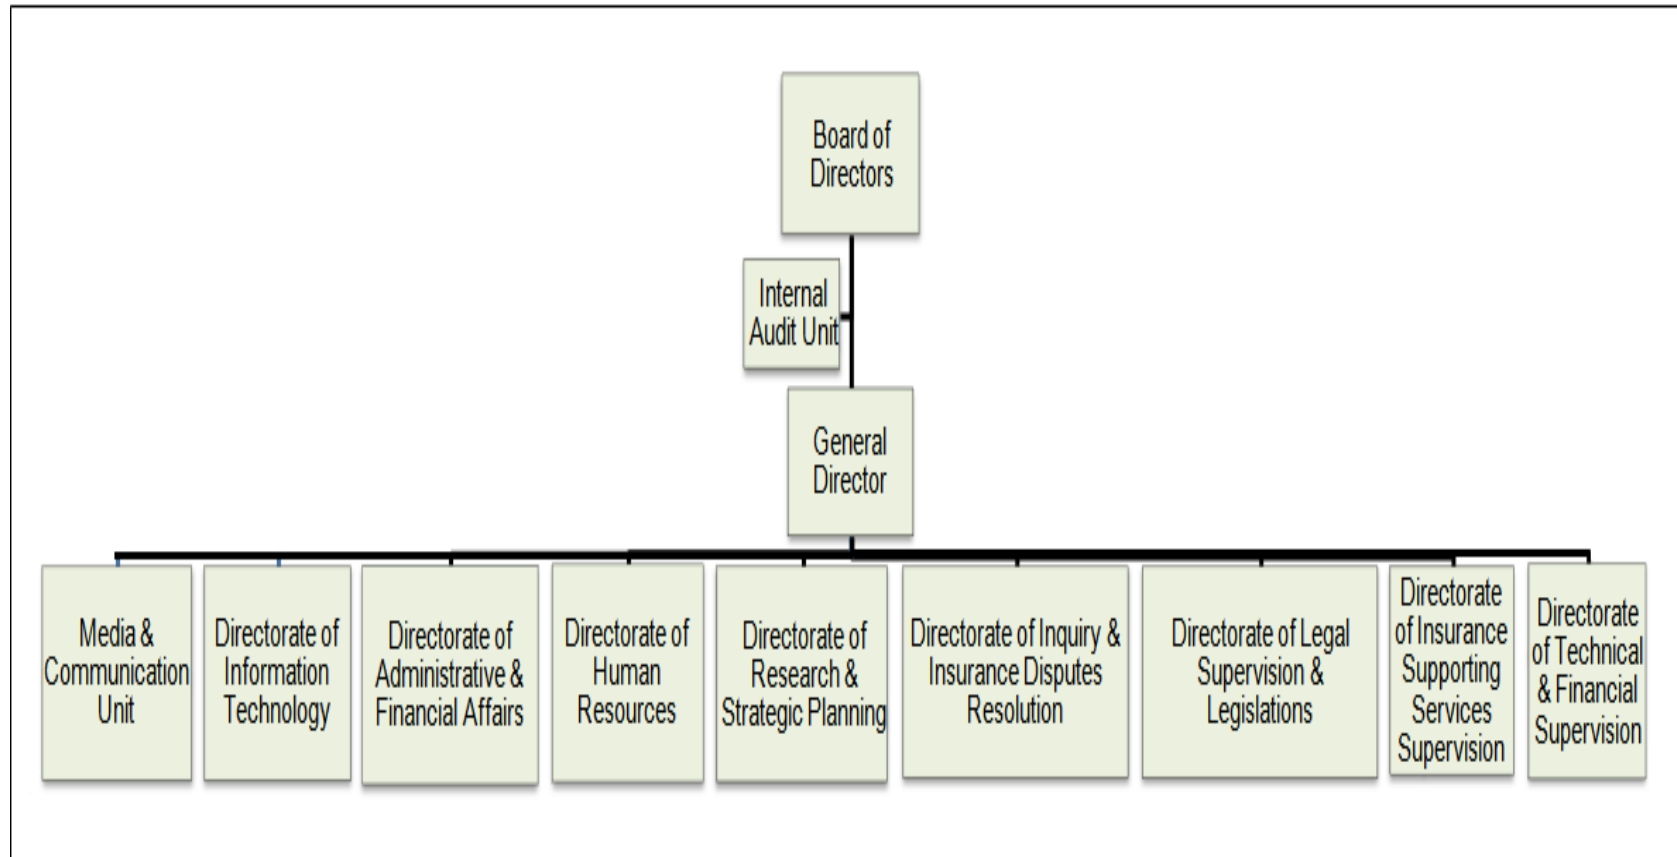 Board of
Directors
Internal
Audit Unit
General
Director
Media &
Communication
Unit
Directorate of
Information
Technology
Directorate of
Administrative &
Financial Affairs
Directorate of
Human
Resources
Directorate of
Research &
Strategic Planning
Directorate of Inquiry &
Insurance Disputes
Resolution
Directorate of Legal
Supervision &
Legislations
Directorate
of Insurance
Supporting
Services
Supervision
Directorate
of Technical
& Financial
Supervision